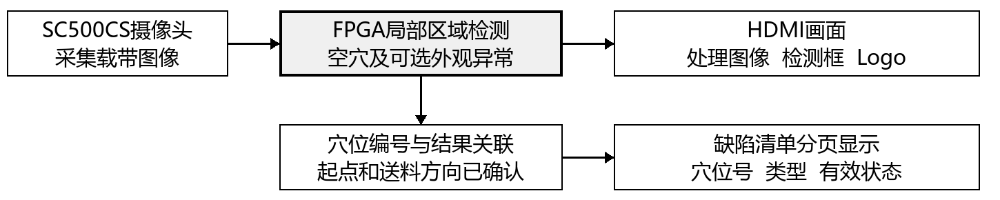 SC500CS摄像头
采集载带图像
FPGA局部区域检测
空穴及可选外观异常
HDMI画面
处理图像 检测框 Logo
穴位编号与结果关联
起点和送料方向已确认
缺陷清单分页显示
穴位号 类型 有效状态